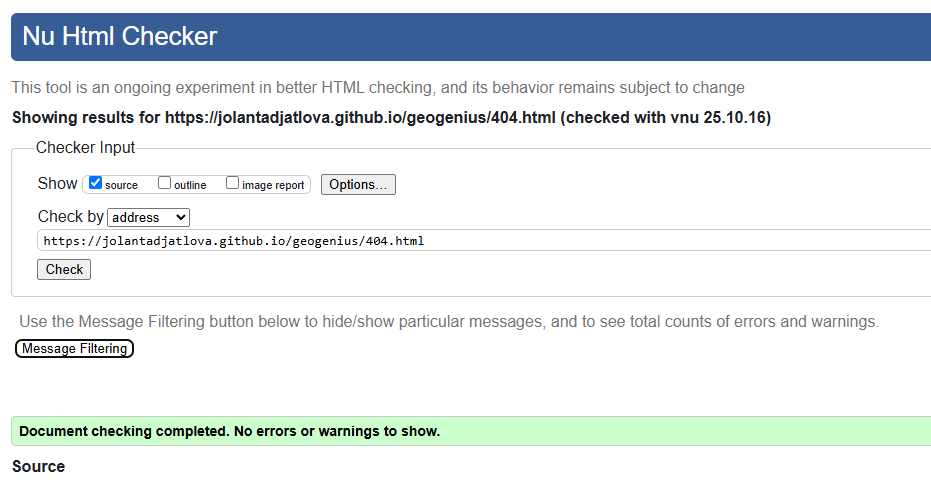 Nu Html Checker
This tool is an ongoing experiment in better HTML checking, and its behavior remains subject to change
Showing results for https://jolantadjatlova.github.io/geogenius/404.html (checked with vnu 25.10.16)
Checker Input
Show source outline image report Options...
Check by address
https://jolantadjatlova.github.io/geogenius/404.html
Check
Use the Message Filtering button below to hide/show particular messages, and to see total counts of errors and warnings.
Message Filtering
Document checking completed. No errors or warnings to show.
Source